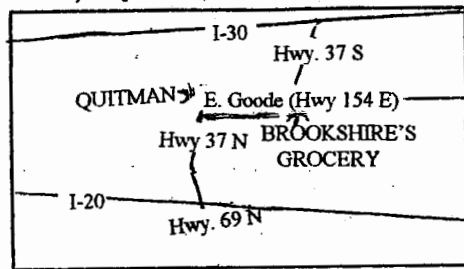 I-30
Hwy. 37 S
QUITMAN E. Goode (Hwy 154 E)
Hwy 37 N BROOKSHIRE'S
GROCERY
I-20
Hwy. 69 N